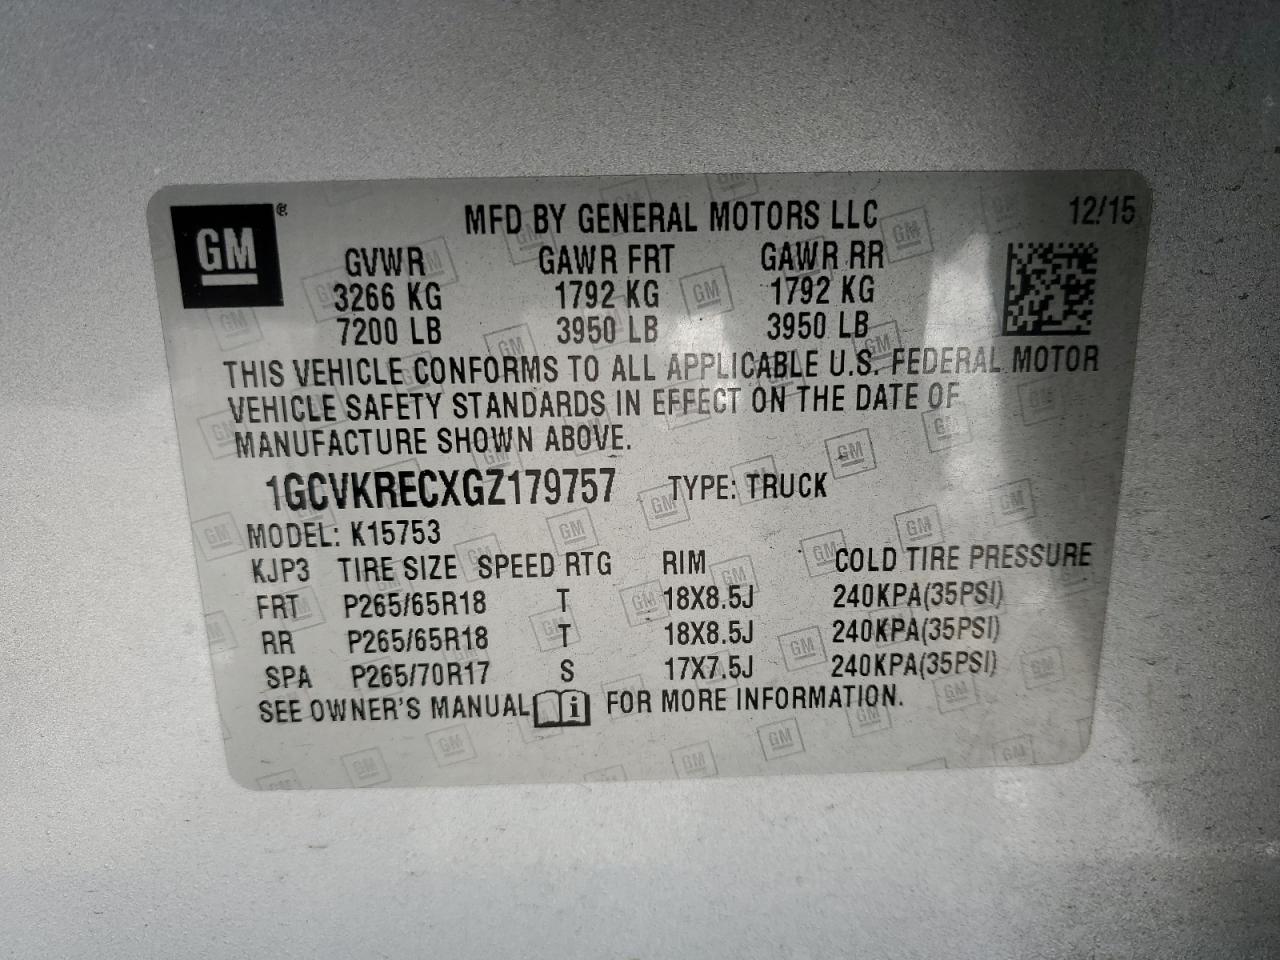 GM®
MFD BY GENERAL MOTORS LLC 12/15
GVWR GAWR FRT GAWR RR
3266 KG 1792 KG 1792 KG
7200 LB 3950 LB 3950 LB
THIS VEHICLE CONFORMS TO ALL APPLICABLE U.S. FEDERAL MOTOR
VEHICLE SAFETY STANDARDS IN EFFECT ON THE DATE OF
MANUFACTURE SHOWN ABOVE.
1GCVKRECXGZ179757 TYPE: TRUCK
MODEL: K15753
KJP3 TIRE SIZE SPEED RTG RIM COLD TIRE PRESSURE
FRT P265/65R18 T 18X8.5J 240KPA(35PSI)
RR P265/65R18 T 18X8.5J 240KPA(35PSI)
SPA P265/70R17 S 17X7.5J 240KPA(35PSI)
SEE OWNER'S MANUAL i FOR MORE INFORMATION.